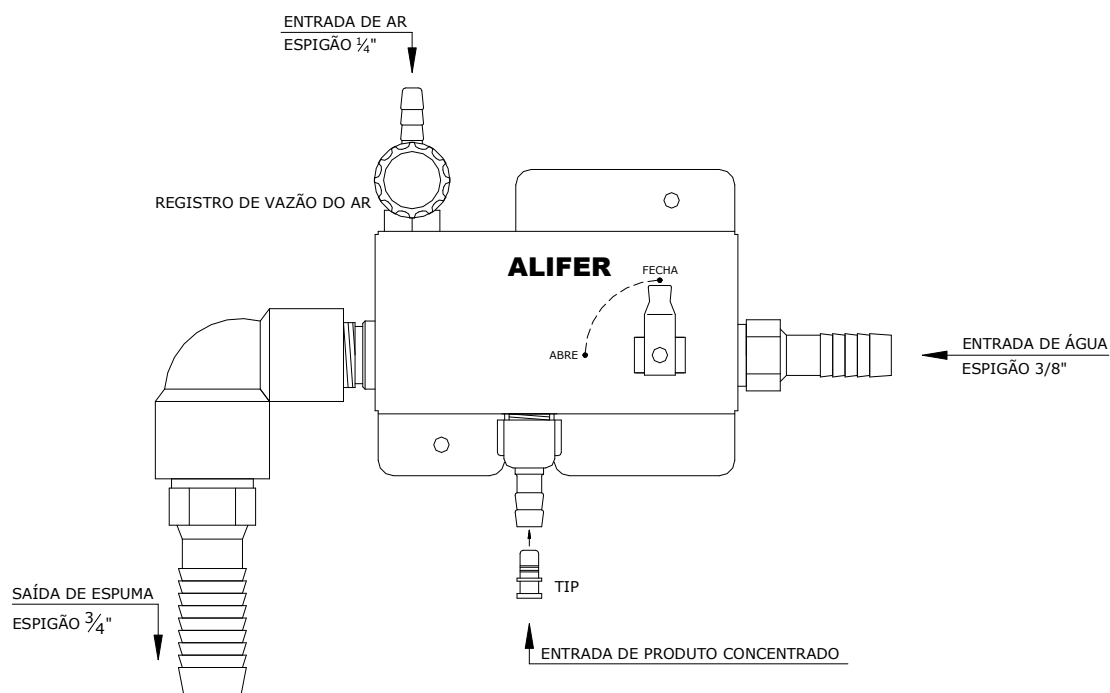 ENTRADA DE AR
ESPIGÃO ¼"
REGISTRO DE VAZÃO DO AR
ALIFER
FECHA
ABRE
ENTRADA DE ÁGUA
ESPIGÃO 3/8"
TIP
SAÍDA DE ESPUMA
ESPIGÃO ¾"
ENTRADA DE PRODUTO CONCENTRADO